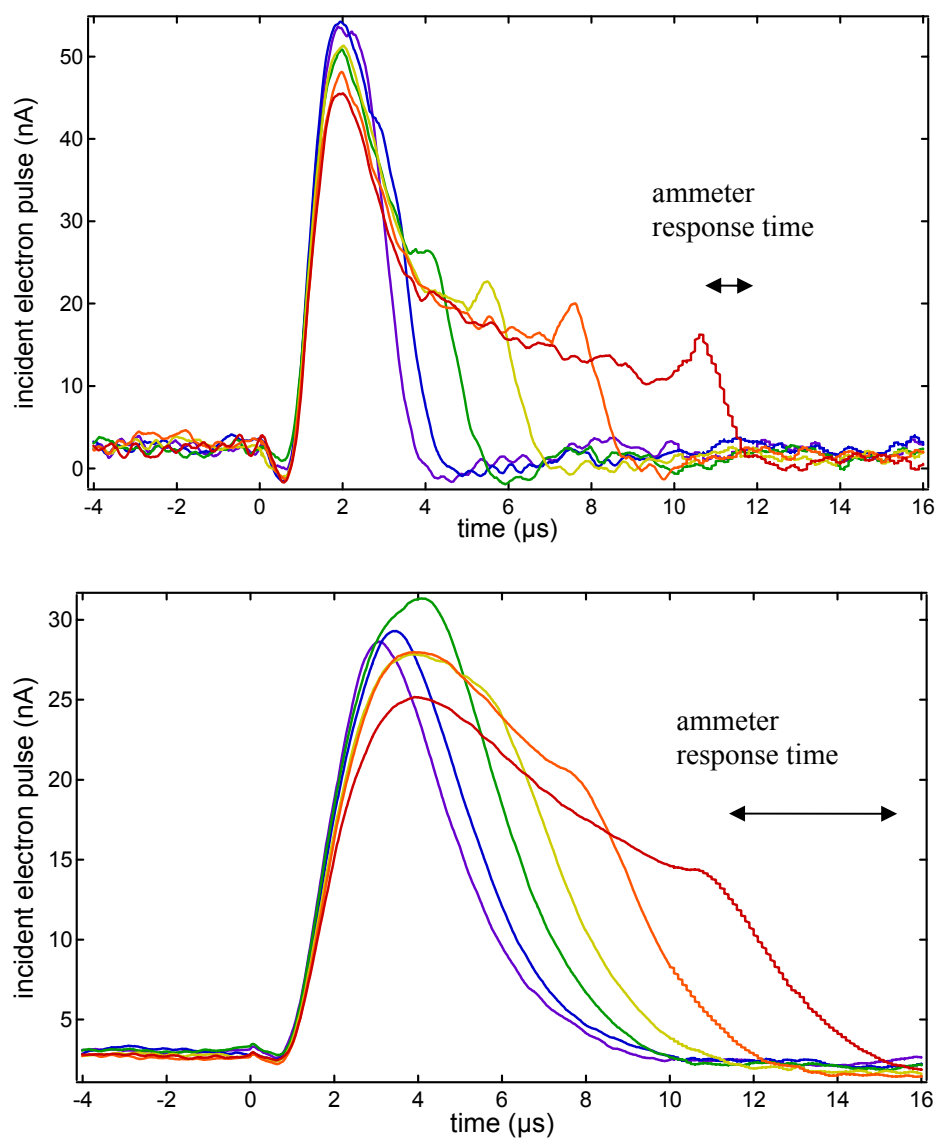 50
40
30
20
10
0
incident electron pulse (nA)
ammeter
response time
-4 -2 0 2 4 6 8 10 12 14 16
time (µs)
30
25
20
15
10
5
incident electron pulse (nA)
ammeter
response time
-4 -2 0 2 4 6 8 10 12 14 16
time (µs)